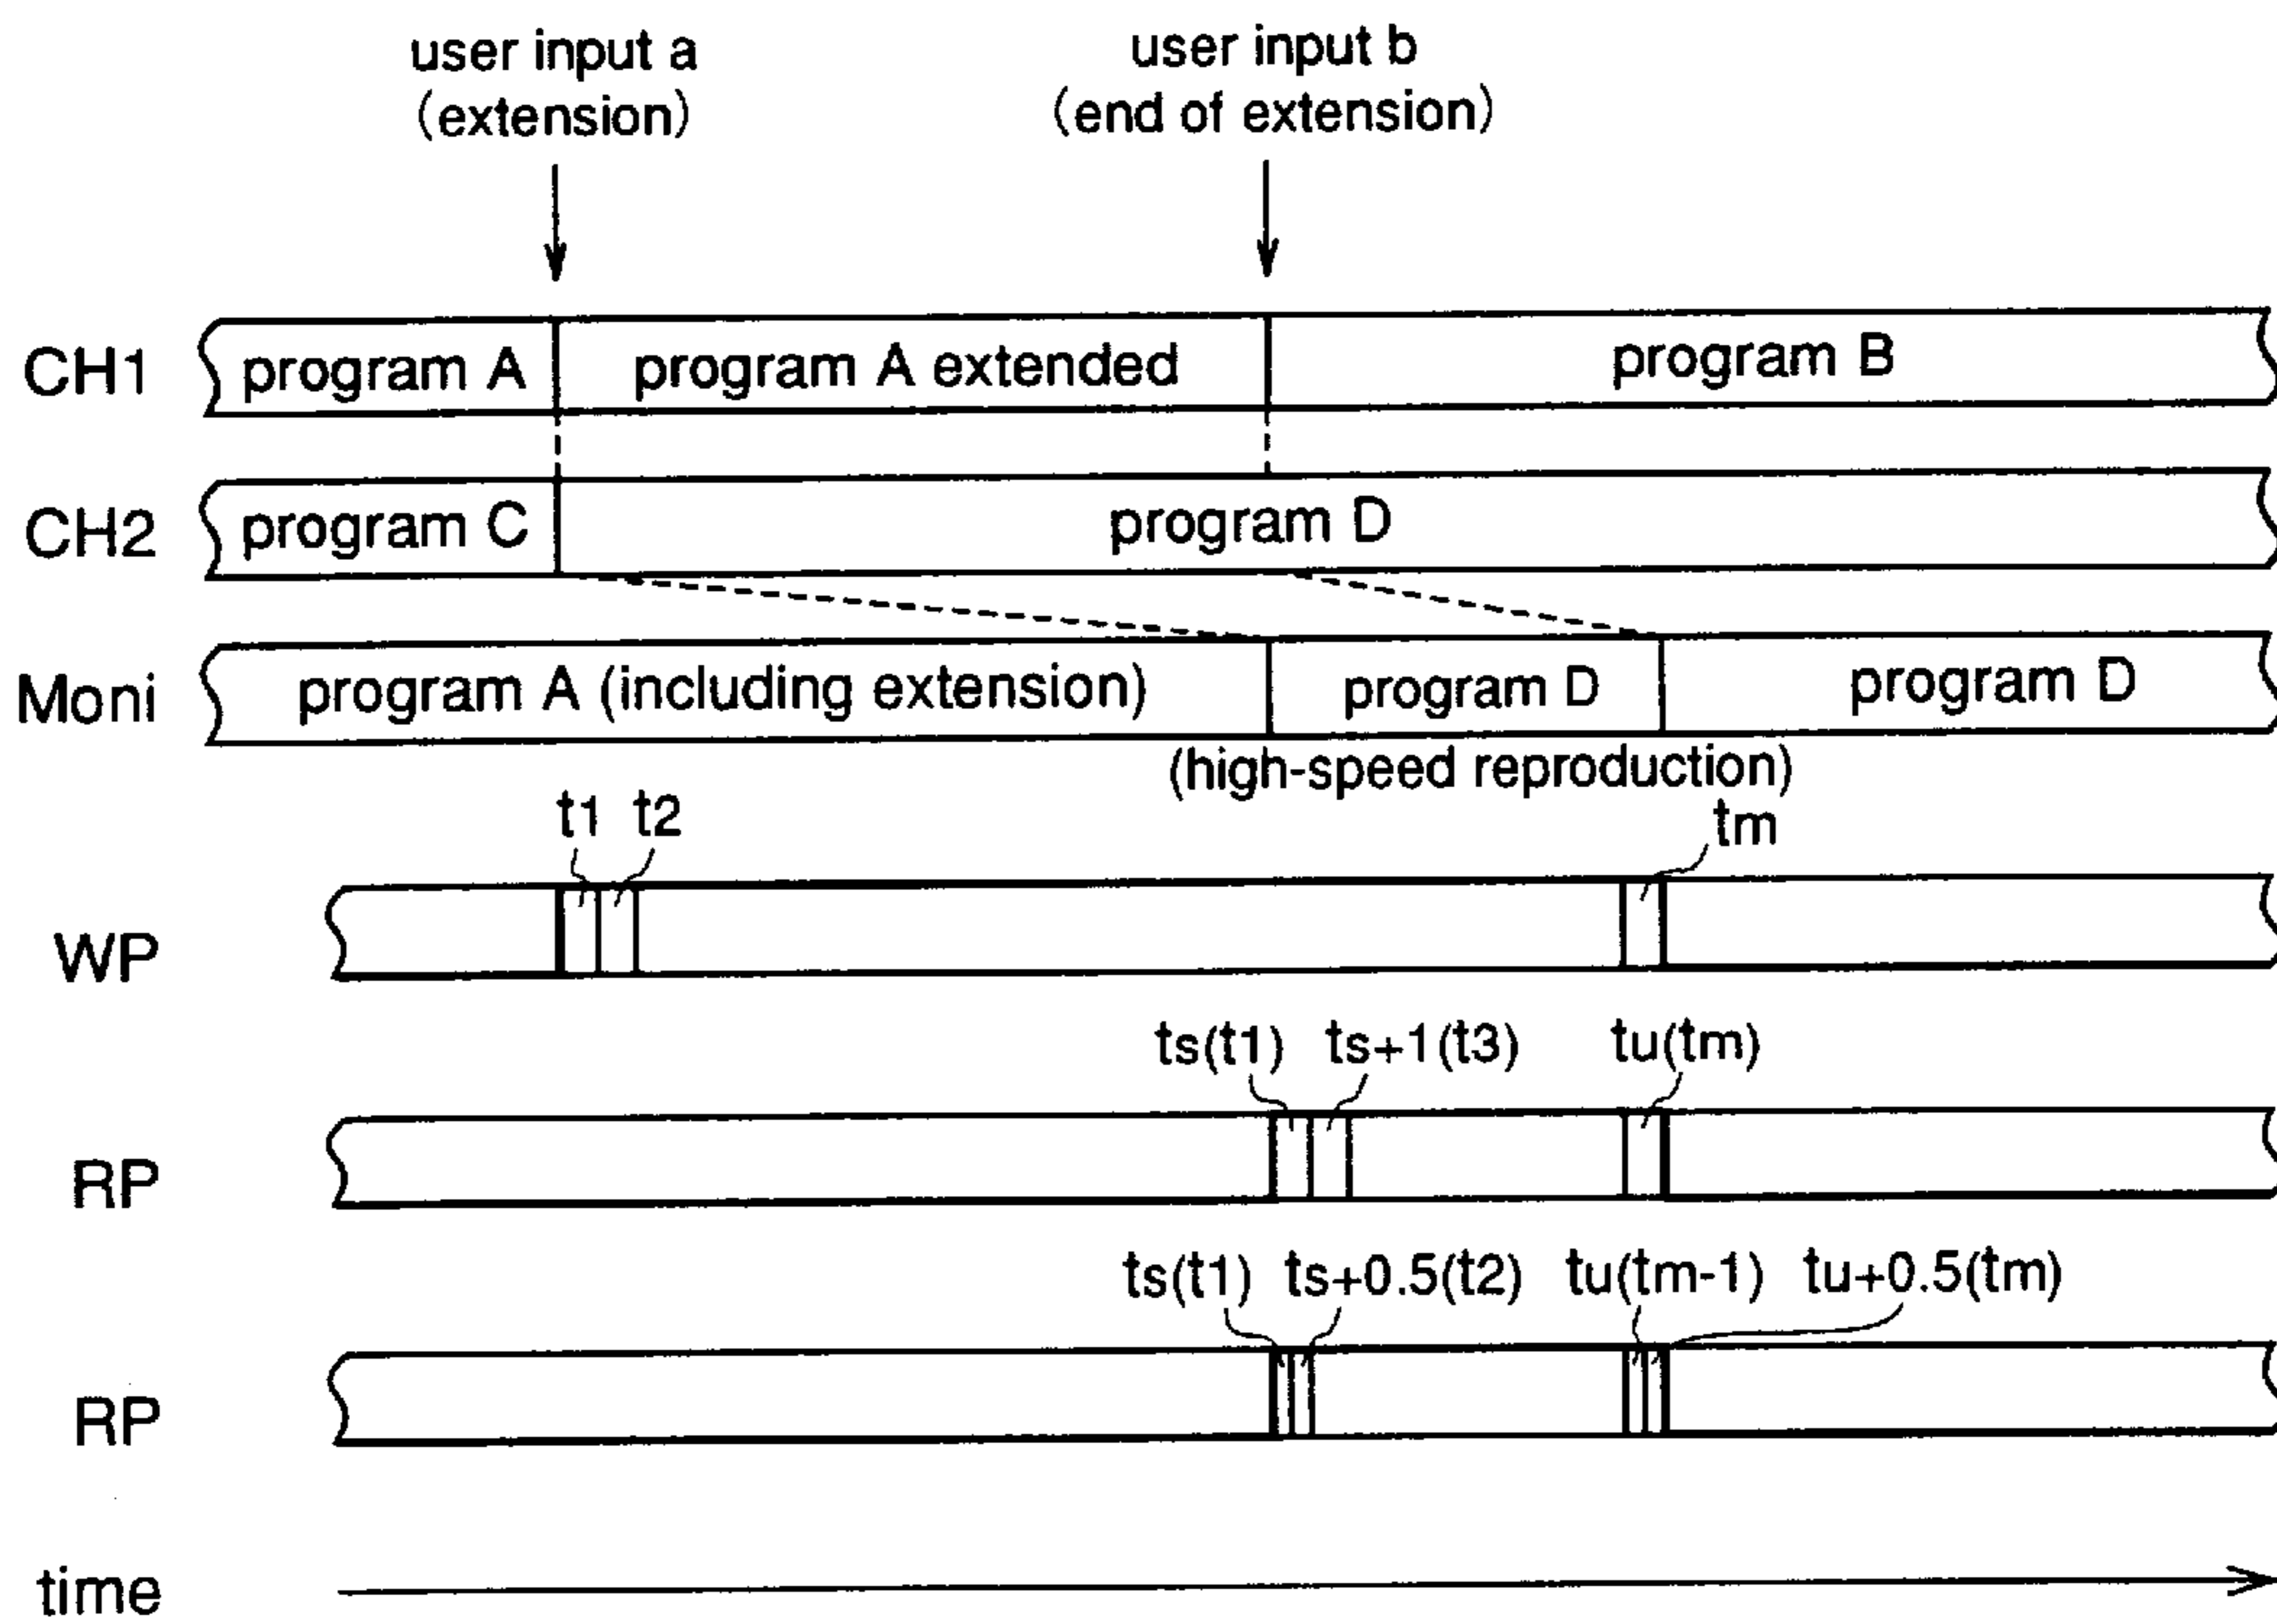 user input a
(extension)
user input b
(end of extension)
CH1
program A
program A extended
program B
CH2
program C
program D
Moni
program A (including extension)
program D
program D
(high-speed reproduction)
t1 t2
tm
WP
ts(t1) ts+1(t3) tu(tm)
RP
ts(t1) ts+0.5(t2) tu(tm-1) tu+0.5(tm)
RP
time